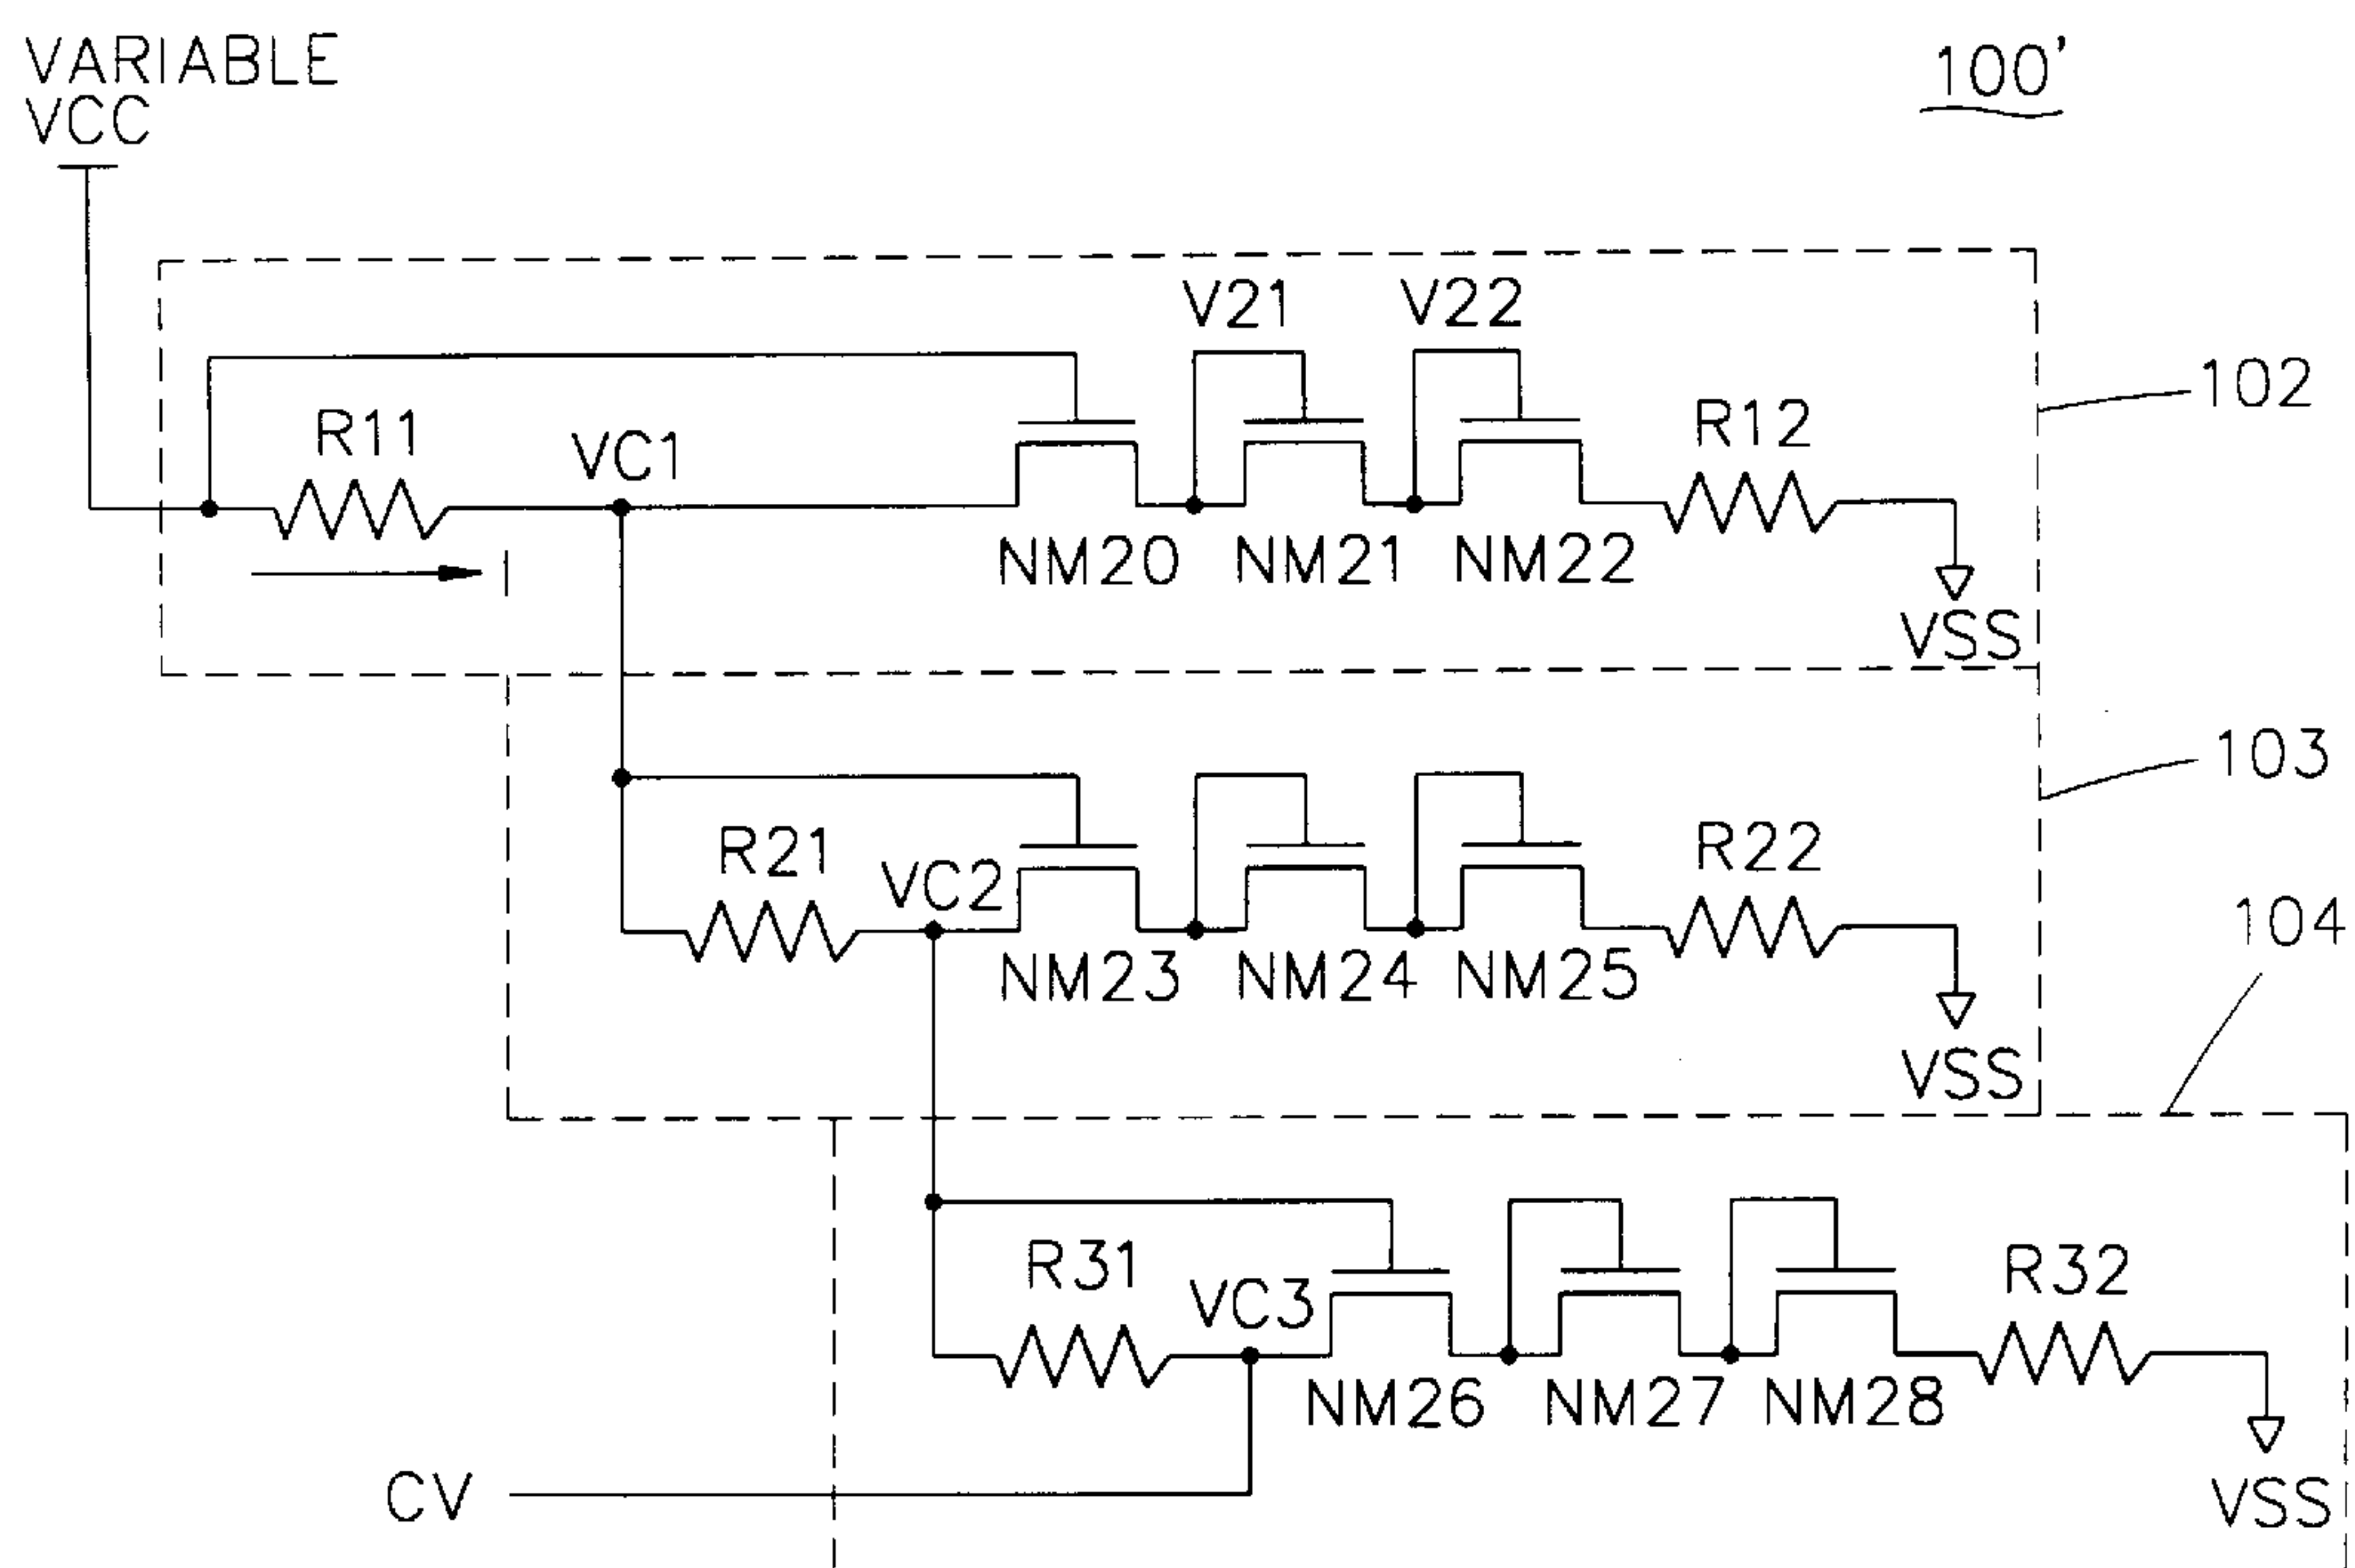 VARIABLE
VCC
100'
V21
V22
102
R11
VC1
R12
I
NM20
NM21
NM22
VSS
103
R21
VC2
R22
104
NM23
NM24
NM25
VSS
R31
VC3
R32
NM26
NM27
NM28
CV
VSS